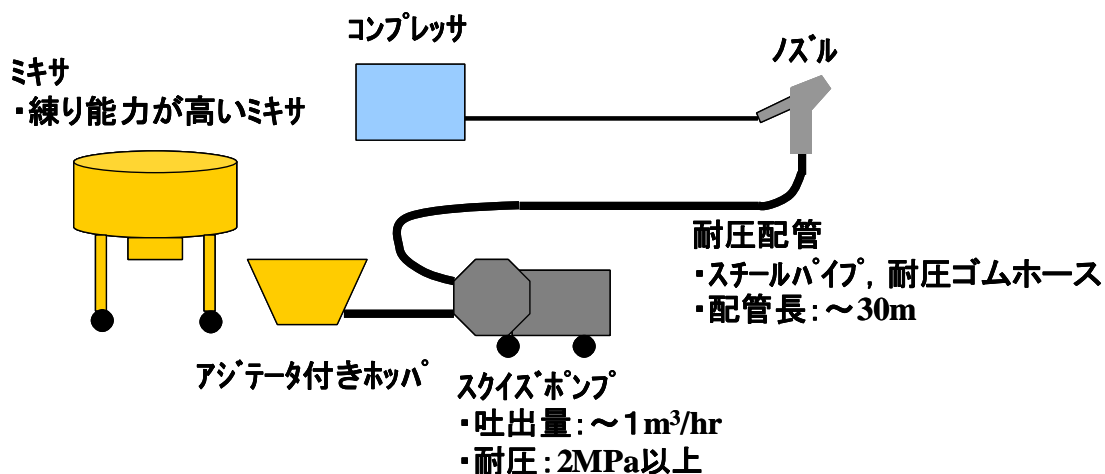 コンプレッサ
ノズル
ミキサ
・練り能力が高いミキサ
耐圧配管
・スチールパイプ，耐圧ゴムホース
・配管長：～30m
アジテータ付きホッパ
スクイズポンプ
・吐出量：～１m³/hr
・耐圧：2MPa以上